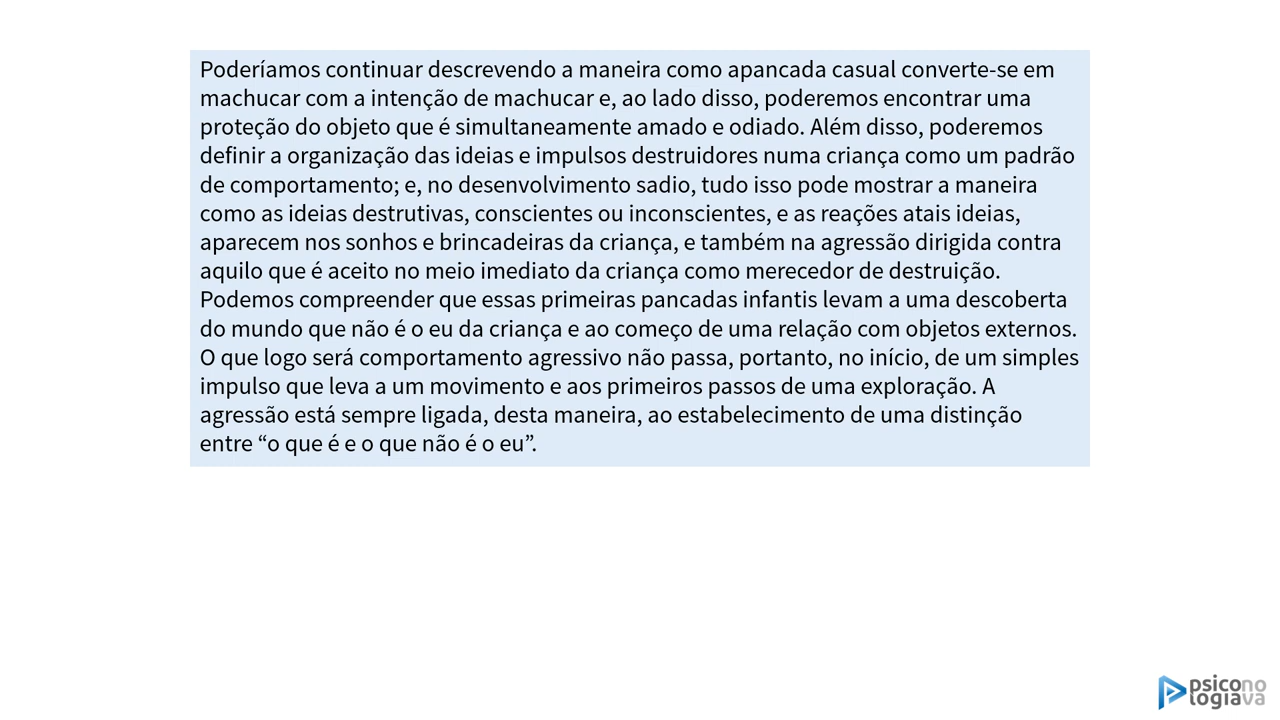 Poderíamos continuar descrevendo a maneira como apancada casual converte-se em
machucar com a intenção de machucar e, ao lado disso, poderemos encontrar uma
proteção do objeto que é simultaneamente amado e odiado. Além disso, poderemos
definir a organização das ideias e impulsos destruidores numa criança como um padrão
de comportamento; e, no desenvolvimento sadio, tudo isso pode mostrar a maneira
como as ideias destrutivas, conscientes ou inconscientes, e as reações atais ideias,
aparecem nos sonhos e brincadeiras da criança, e também na agressão dirigida contra
aquilo que é aceito no meio imediato da criança como merecedor de destruição.
Podemos compreender que essas primeiras pancadas infantis levam a uma descoberta
do mundo que não é o eu da criança e ao começo de uma relação com objetos externos.
O que logo será comportamento agressivo não passa, portanto, no início, de um simples
impulso que leva a um movimento e aos primeiros passos de uma exploração. A
agressão está sempre ligada, desta maneira, ao estabelecimento de uma distinção
entre “o que é e o que não é o eu”.
psicono
logiava